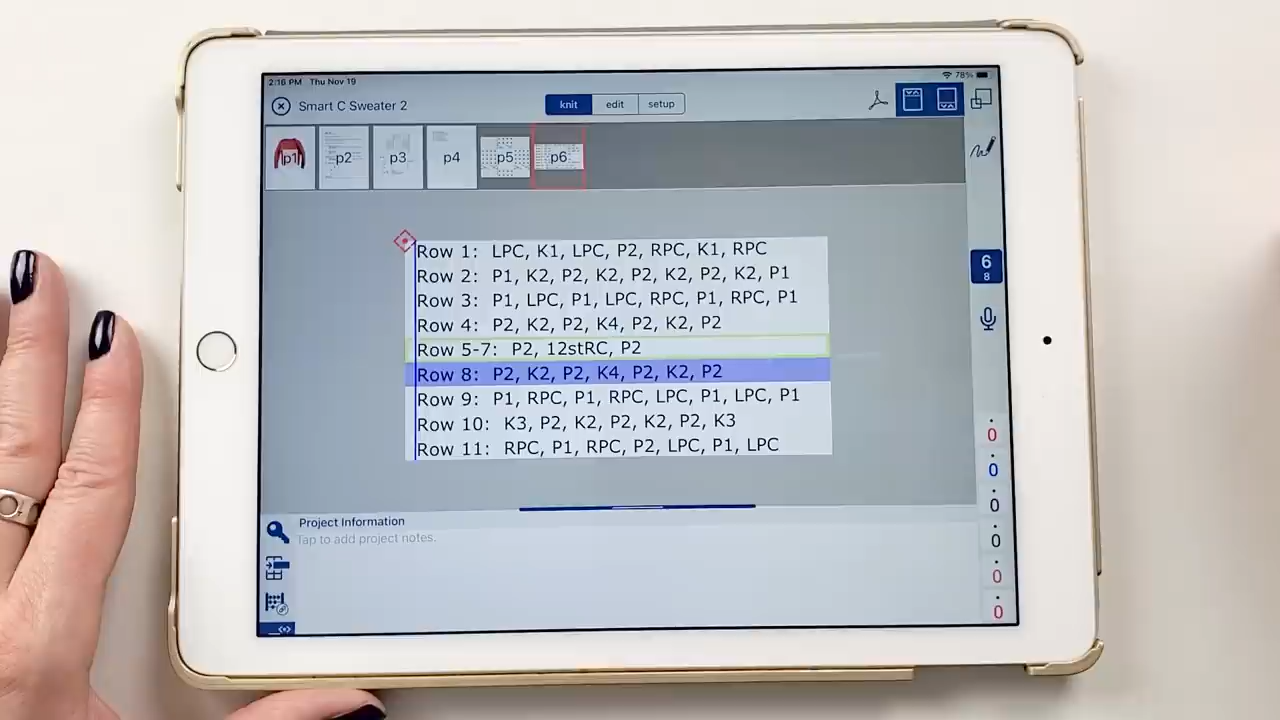 2:16 PM Thu Nov 19
78%
Smart C Sweater 2
knit edit setup
p1 p2 p3 p4 p5 p6
Row 1: LPC, K1, LPC, P2, RPC, K1, RPC
Row 2: P1, K2, P2, K2, P2, K2, P2, K2, P1
Row 3: P1, LPC, P1, LPC, RPC, P1, RPC, P1
Row 4: P2, K2, P2, K4, P2, K2, P2
Row 5-7: P2, 12stRC, P2
Row 8: P2, K2, P2, K4, P2, K2, P2
Row 9: P1, RPC, P1, RPC, LPC, P1, LPC, P1
Row 10: K3, P2, K2, P2, K2, P2, K3
Row 11: RPC, P1, RPC, P2, LPC, P1, LPC
6
8
0
0
0
0
0
0
Project Information
Tap to add project notes.